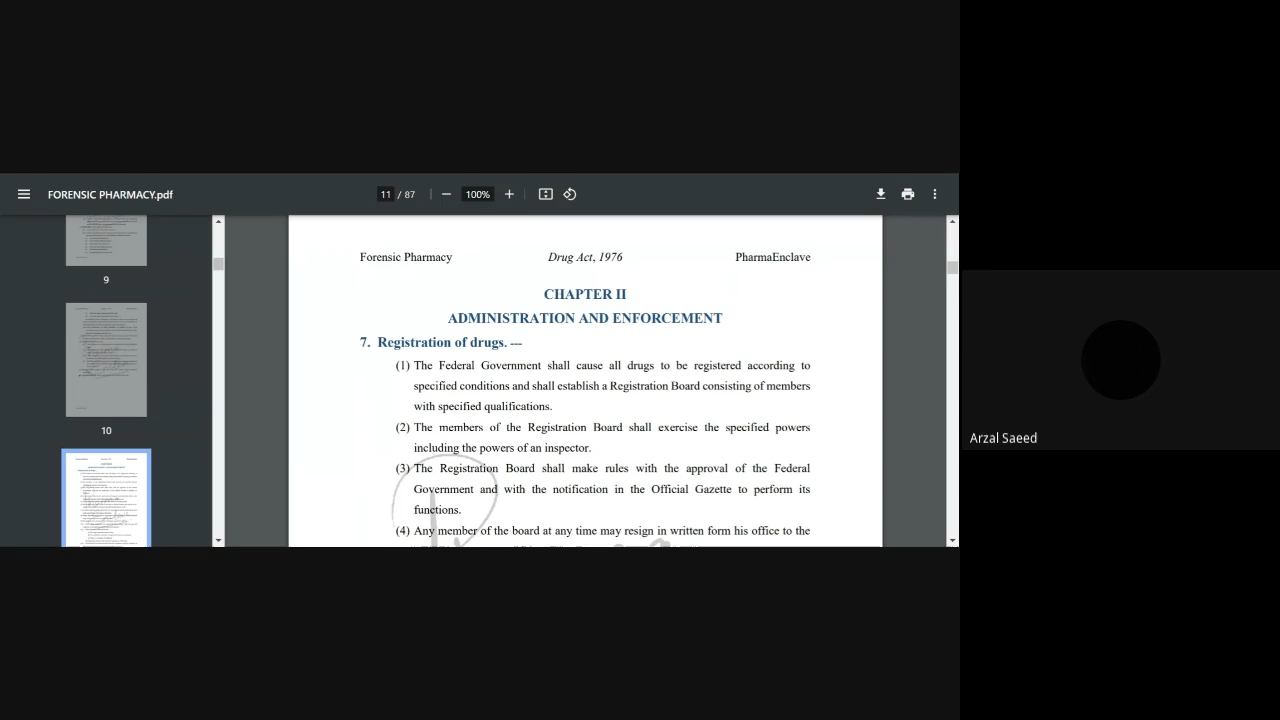 FORENSIC PHARMACY.pdf
11 / 87
100%
9
10
Forensic Pharmacy Drug Act, 1976 PharmaEnclave
CHAPTER II
ADMINISTRATION AND ENFORCEMENT
7. Registration of drugs. ---
(1) The Federal Government shall cause all drugs to be registered according to
specified conditions and shall establish a Registration Board consisting of members
with specified qualifications.
(2) The members of the Registration Board shall exercise the specified powers
including the powers of an inspector.
(3) The Registration Board make rules with the approval of the Federal
Government and notification in the Official Gazette to perform its
functions.
(4) Any of the board at any time may resign in written form his office to the
Arzal Saeed